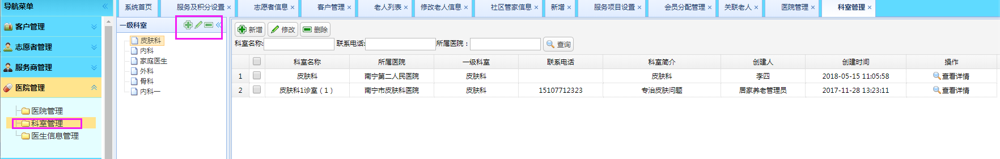 导航菜单
系统首页 服务及积分设置 志愿者信息 客户管理 老人列表 修改老人信息 社区管家信息 新增 服务项目设置 会员分配管理 关联老人 医院管理 科室管理
客户管理
志愿者管理
服务商管理
医院管理
医院管理
科室管理
医生信息管理
一级科室
皮肤科
内科
家庭医生
外科
骨科
内科一
新增 修改 删除
科室名称: 联系电话: 所属医院： 查询
科室名称 所属医院 一级科室 联系电话 科室简介 创建人 创建时间 操作
1 皮肤科 南宁第二人民医院 皮肤科 皮肤科 李四 2018-05-15 11:05:58 查看详情
2 皮肤科1诊室（1） 南宁市皮肤科医院 皮肤科 15107712323 专治皮肤问题 居家养老管理员 2017-11-28 13:23:11 查看详情